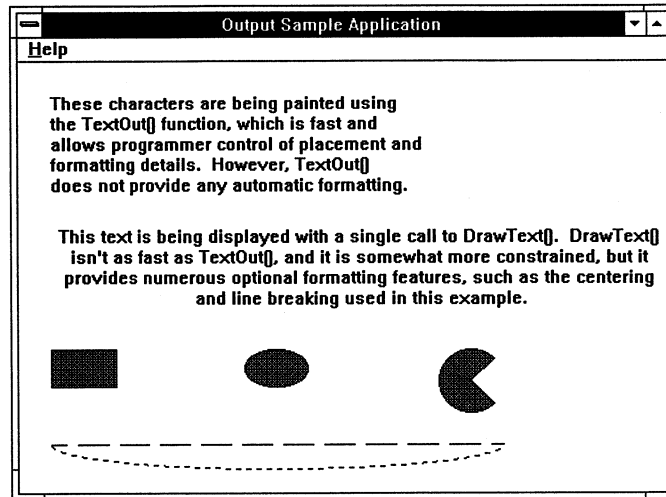 Output Sample Application
Help
These characters are being painted using
the TextOut() function, which is fast and
allows programmer control of placement and
formatting details.  However, TextOut()
does not provide any automatic formatting.
This text is being displayed with a single call to DrawText().  DrawText()
isn't as fast as TextOut(), and it is somewhat more constrained, but it
provides numerous optional formatting features, such as the centering
and line breaking used in this example.